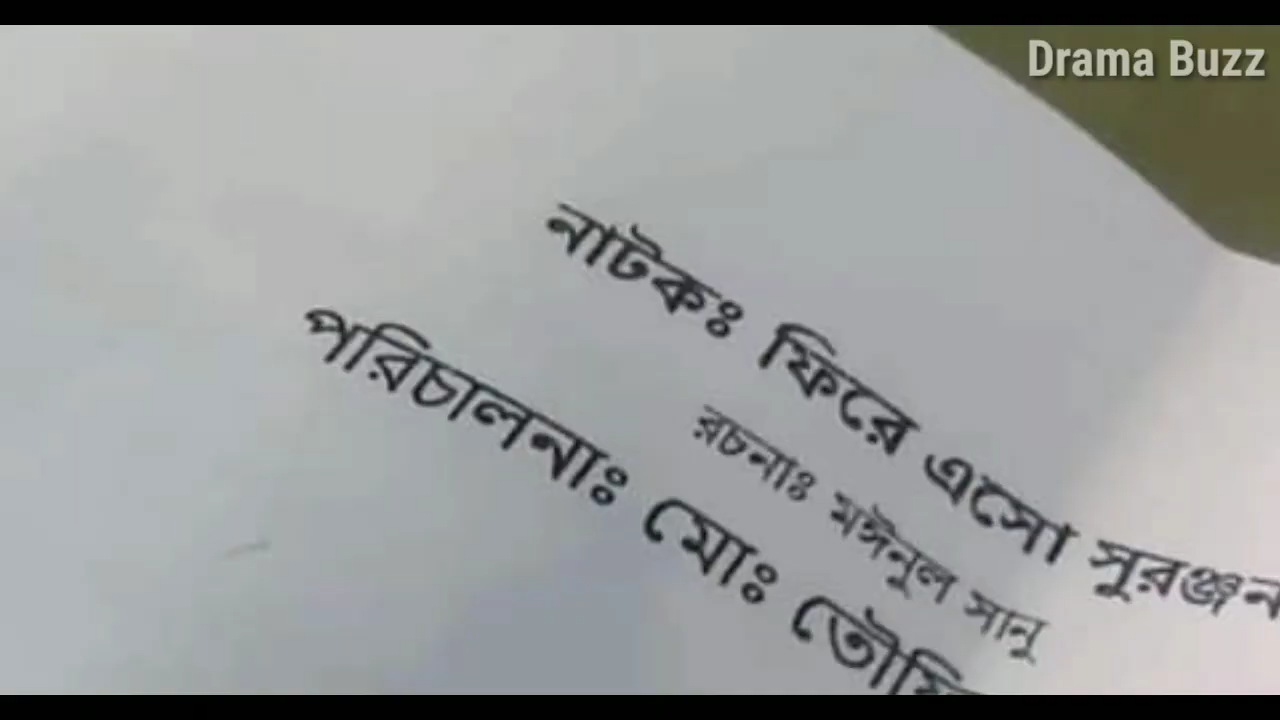 Drama Buzz
নাটকঃ ফিরে এসো সুরঞ্জন
রচনাঃ মঈনুল সানু
পরিচালনাঃ মোঃ